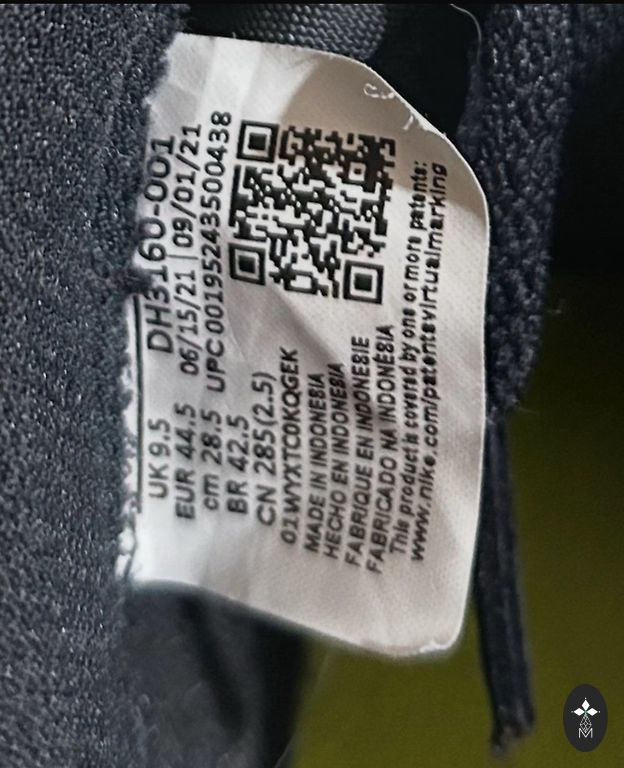 UK 9.5 DH3160-001
EUR 44.5 06/15/21 | 09/01/21
cm 28.5 UPC 00195243500438
BR 42.5
CN 285(2.5)
01WYXTC0KQGEK
MADE IN INDONESIA
HECHO EN INDONESIA
FABRIQUE EN INDONESIE
FABRICADO NA INDONESIA
This product is covered by one or more patents:
www.nike.com/patentsvirtualmarking
M